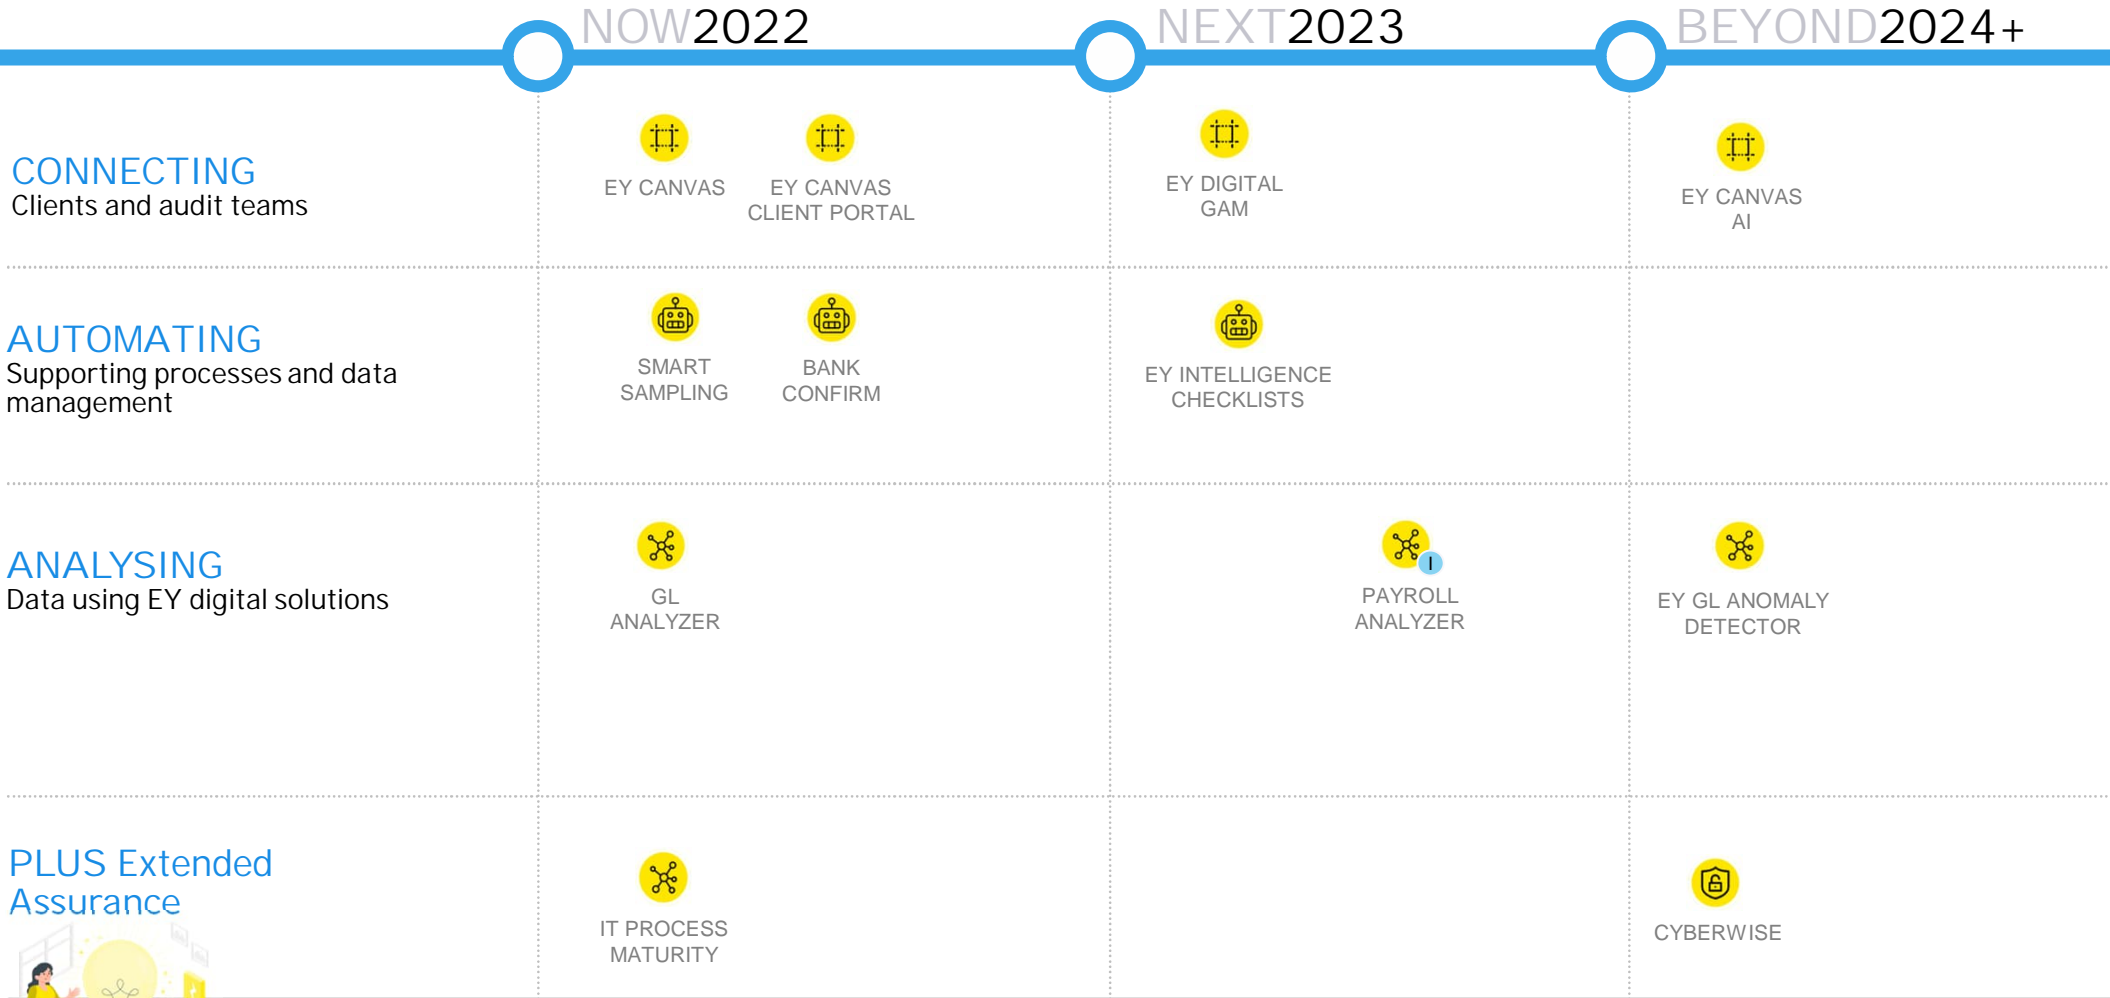 NOW2022
NEXT2023
BEYOND2024+
CONNECTING
Clients and audit teams
EY CANVAS
EY CANVAS
CLIENT PORTAL
EY DIGITAL
GAM
EY CANVAS
AI
AUTOMATING
Supporting processes and data
management
SMART
SAMPLING
BANK
CONFIRM
EY INTELLIGENCE
CHECKLISTS
ANALYSING
Data using EY digital solutions
GL
ANALYZER
I
PAYROLL
ANALYZER
EY GL ANOMALY
DETECTOR
PLUS Extended
Assurance
IT PROCESS
MATURITY
CYBERWISE